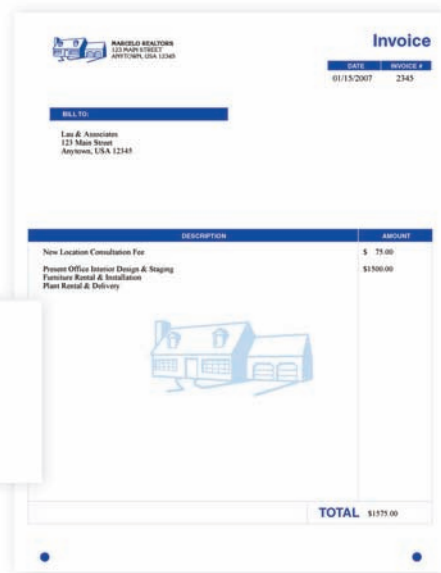 MARCELO REALTORS
123 MAIN STREET
ANYTOWN, USA 12345
Invoice
DATE INVOICE #
01/15/2007 2345
BILL TO:
Lau & Associates
123 Main Street
Anytown, USA 12345
DESCRIPTION AMOUNT
New Location Consultation Fee $ 75.00
Present Office Interior Design & Staging $1500.00
Furniture Rental & Installation
Plant Rental & Delivery
TOTAL $1575.00